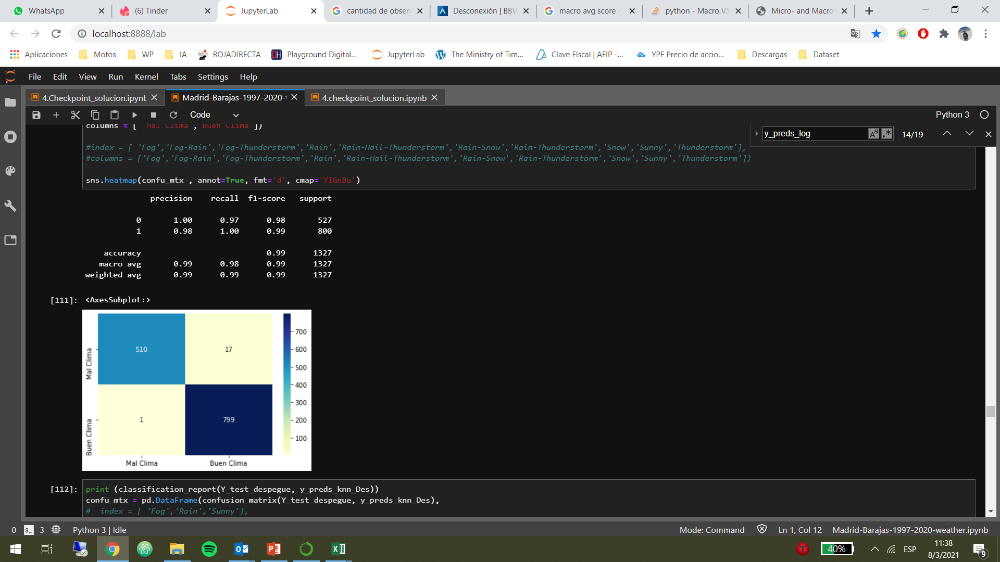 WhatsApp
(6) Tinder
JupyterLab
cantidad de obser
Desconexión | BBV
macro avg score -
python - Macro VS
Micro- and Macro-
localhost:8888/lab
Aplicaciones
Motos
WP
IA
ROJADIRECTA
Playground Digital...
JupyterLab
The Ministry of Tim...
Clave FIscal | AFIP -...
YPF Precio de accio...
Descargas
Dataset
File Edit View Run Kernel Tabs Settings Help
4.Checkpoint_solucion.ipynb
Madrid-Barajas-1997-2020-
4.checkpoint_solucion.ipynb
Code
Python 3
y_preds_log
14/19
columns = [ 'Mal Clima', 'Buen Clima'])
#index = [ 'Fog','Fog-Rain','Fog-Thunderstorm','Rain','Rain-Hail-Thunderstorm','Rain-Snow','Rain-Thunderstorm','Snow','Sunny','Thunderstorm'],
#columns = ['Fog','Fog-Rain','Fog-Thunderstorm','Rain','Rain-Hail-Thunderstorm','Rain-Snow','Rain-Thunderstorm','Snow','Sunny','Thunderstorm'])
sns.heatmap(confu_mtx , annot=True, fmt='d', cmap='YlGnBu')
precision recall f1-score support
0 1.00 0.97 0.98 527
1 0.98 1.00 0.99 800
accuracy 0.99 1327
macro avg 0.99 0.98 0.99 1327
weighted avg 0.99 0.99 0.99 1327
[111]: <AxesSubplot:>
Mal Clima
Buen Clima
510 17
1 799
Mal Clima Buen Clima
700
600
500
400
300
200
100
[112]: print (classification_report(Y_test_despegue, y_preds_knn_Des))
confu_mtx = pd.DataFrame(confusion_matrix(Y_test_despegue, y_preds_knn_Des),
# index = [ 'Fog','Rain','Sunny'],
0 $_ 3 Python 3 | Idle
Mode: Command Ln 1, Col 12 Madrid-Barajas-1997-2020-weather.ipynb
40%
ESP
11:38
8/3/2021
9